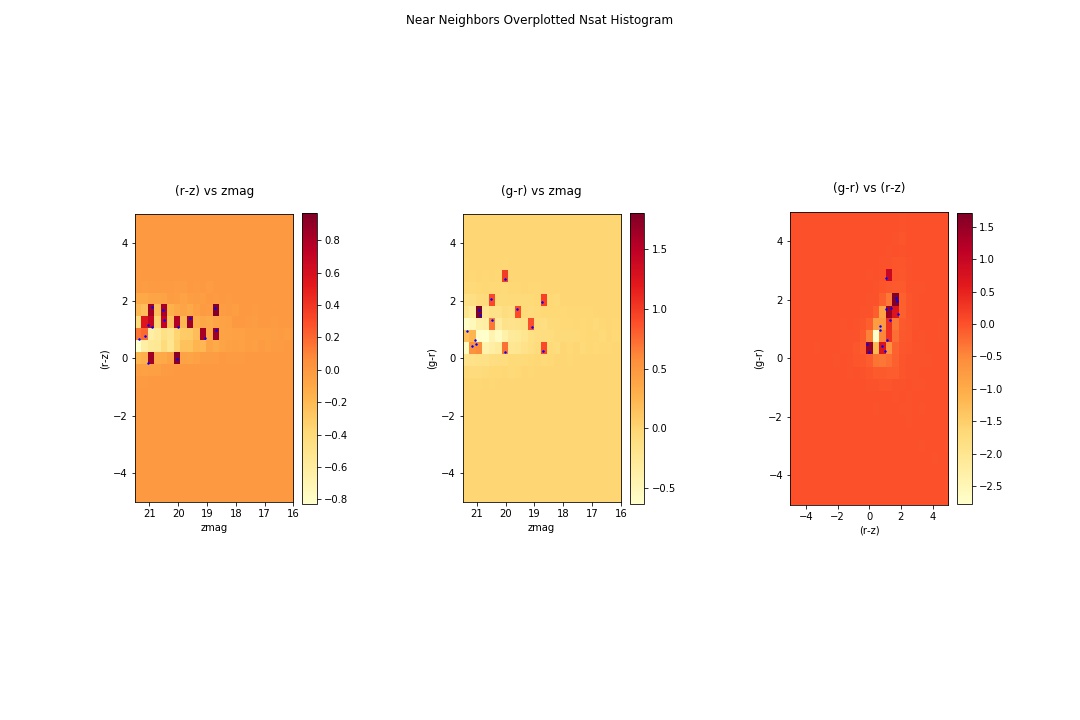 Near Neighbors Overplotted Nsat Histogram
(r-z) vs zmag
4
2
0
−2
−4
(r-z)
21 20 19 18 17 16
zmag
0.8
0.6
0.4
0.2
0.0
−0.2
−0.4
−0.6
−0.8
(g-r) vs zmag
4
2
0
−2
−4
(g-r)
21 20 19 18 17 16
zmag
1.5
1.0
0.5
0.0
−0.5
(g-r) vs (r-z)
4
2
0
−2
−4
(g-r)
−4 −2 0 2 4
(r-z)
1.5
1.0
0.5
0.0
−0.5
−1.0
−1.5
−2.0
−2.5